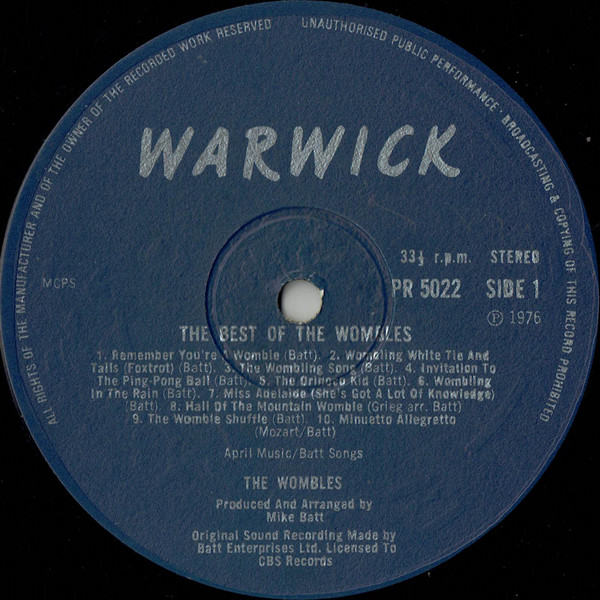 ALL RIGHTS OF THE MANUFACTURER AND OF THE OWNER OF THE RECORDED WORK RESERVED
UNAUTHORISED PUBLIC PERFORMANCE, BROADCASTING & COPYING OF THIS RECORD PROHIBITED
WARWICK
33⅓ r.p.m. STEREO
MCPS
PR 5022 SIDE 1
Ⓟ 1976
THE BEST OF THE WOMBLES
1. Remember You're A Womble (Batt). 2. Wombling White Tie And
Tails (Foxtrot) (Batt). 3. The Wombling Song (Batt). 4. Invitation To
The Ping-Pong Ball (Batt). 5. The Orinoco Kid (Batt). 6. Wombling
In The Rain (Batt). 7. Miss Adelaide (She's Got A Lot Of Knowledge)
(Batt). 8. Hall Of The Mountain Womble (Grieg arr. Batt)
9. The Womble Shuffle (Batt). 10. Minuetto Allegretto
(Mozart/Batt)
April Music/Batt Songs
THE WOMBLES
Produced And Arranged by
Mike Batt
Original Sound Recording Made by
Batt Enterprises Ltd. Licensed To
CBS Records